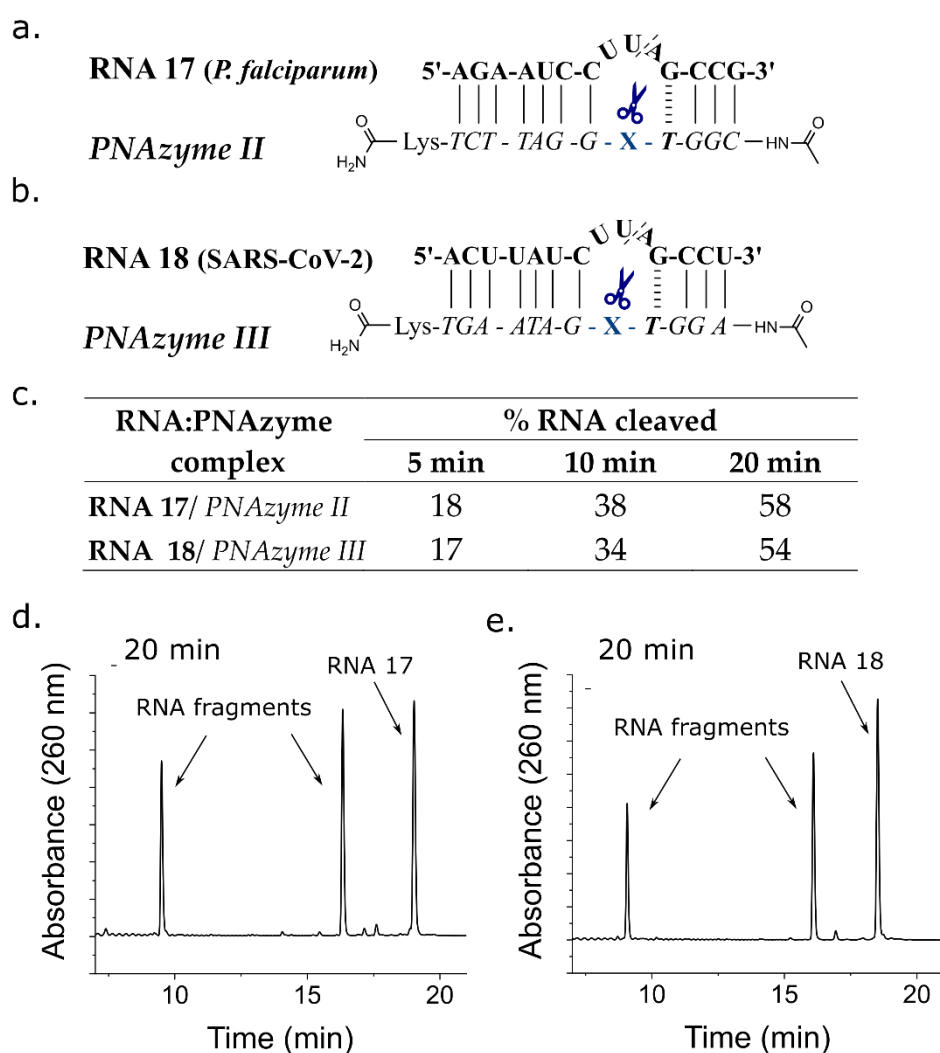 a.
RNA 17 (P. falciparum)
5'-AGA-AUCC U U A G-CCG-3'
PNAzyme II
H₂N O Lys-TCT - TAG - G - X - T-GGC-HN O
b.
RNA 18 (SARS-CoV-2)
5'-ACU-UAU-C U U A G-CCU-3'
PNAzyme III
H₂N O Lys-TGA - ATA-G - X - T-GGA-HN O
c.
RNA:PNAzyme complex % RNA cleaved
5 min 10 min 20 min
RNA 17/ PNAzyme II 18 38 58
RNA 18/ PNAzyme III 17 34 54
d.
20 min
RNA 17
RNA fragments
Absorbance (260 nm)
10 15 20
Time (min)
e.
20 min
RNA 18
RNA fragments
Absorbance (260 nm)
10 15 20
Time (min)